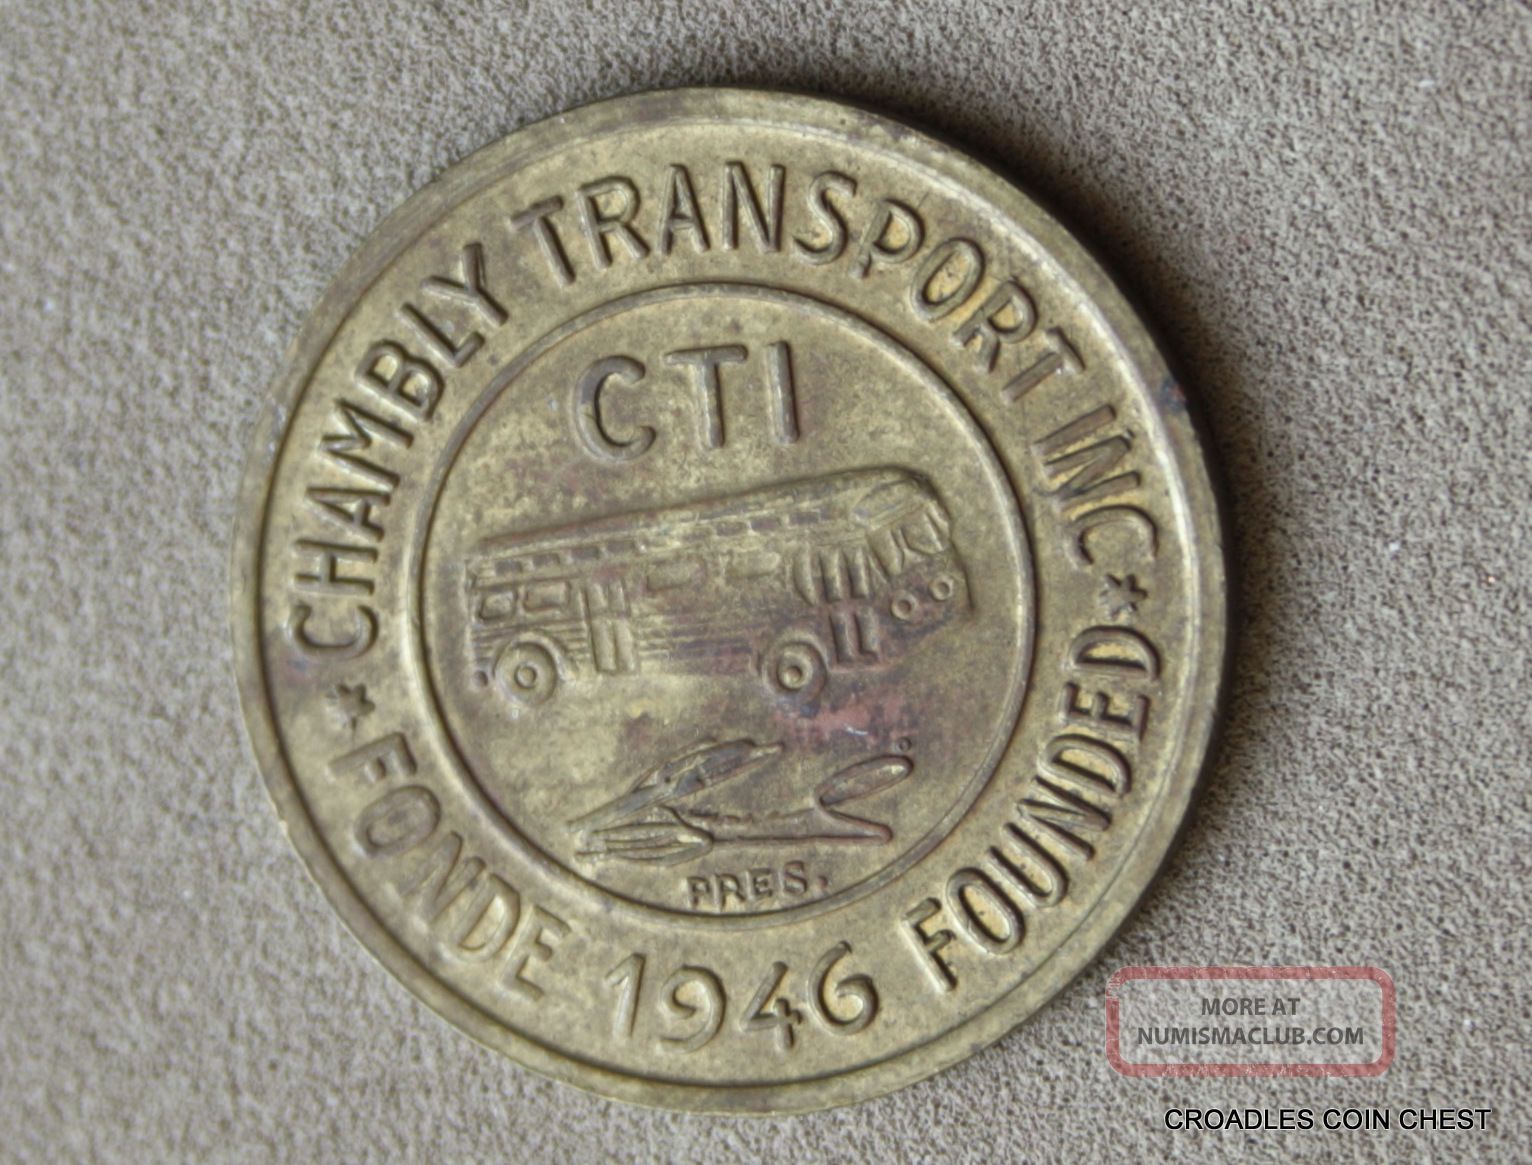 * CHAMBLY TRANSPORT INC *
CTI
PRES.
FONDE 1946 FOUNDED
MORE AT
NUMISMACLUB.COM
CROADLES COIN CHEST